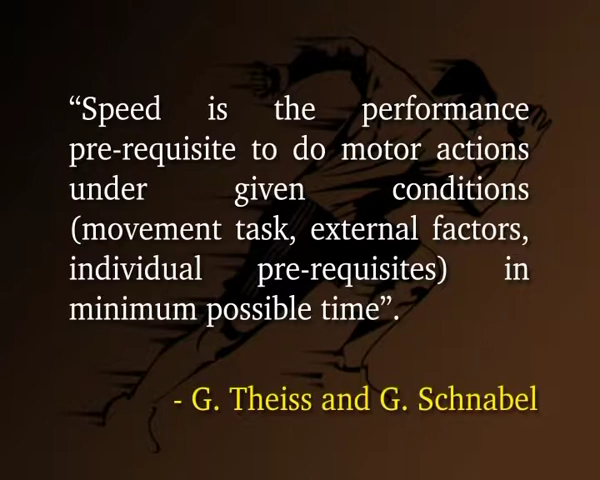 “Speed is the performance
pre-requisite to do motor actions
under given conditions
(movement task, external factors,
individual pre-requisites) in
minimum possible time”.
- G. Theiss and G. Schnabel